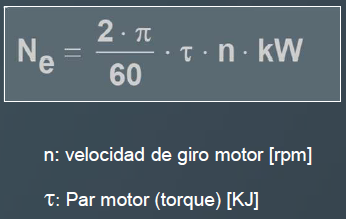 Ne = 2 · π / 60 · τ · n · kW
n: velocidad de giro motor [rpm]
τ: Par motor (torque) [KJ]